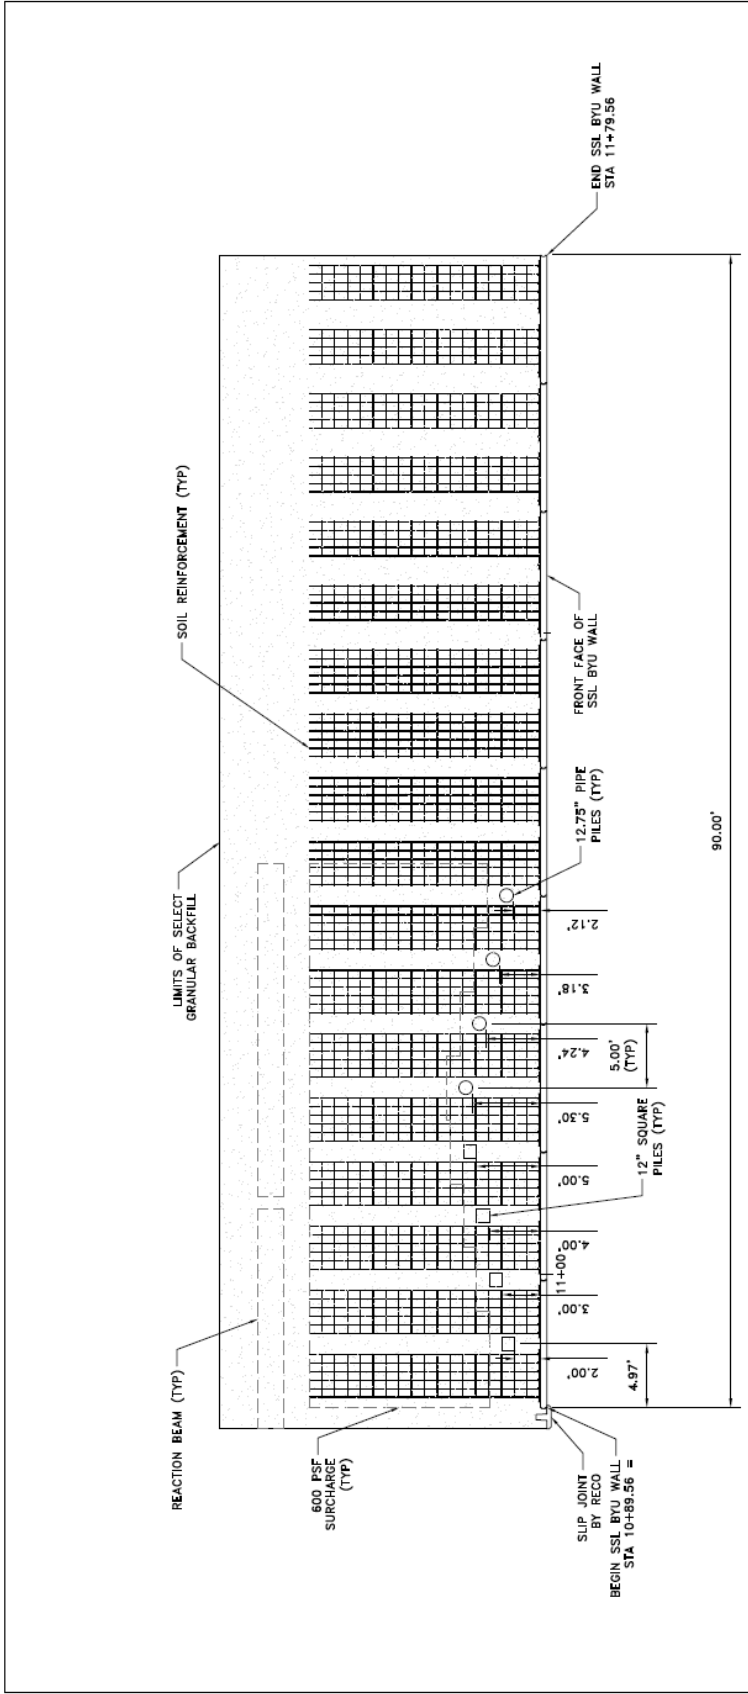 REACTION BEAM (TYP)
LIMITS OF SELECT
GRANULAR BACKFILL
SOIL REINFORCEMENT (TYP)
600 PSF
SURCHARGE
(TYP)
SLIP JOINT
BY RECO
BEGIN SSL BYU WALL
STA 10+89.56 =
4.97'
2.00'
3.00'
11+00
4.00'
5.00'
12" SQUARE
PILES (TYP)
5.30'
4.24'
5.00'
(TYP)
3.18'
2.12'
12.75" PIPE
PILES (TYP)
FRONT FACE OF
SSL BYU WALL
END SSL BYU WALL
STA 11+79.56
90.00'